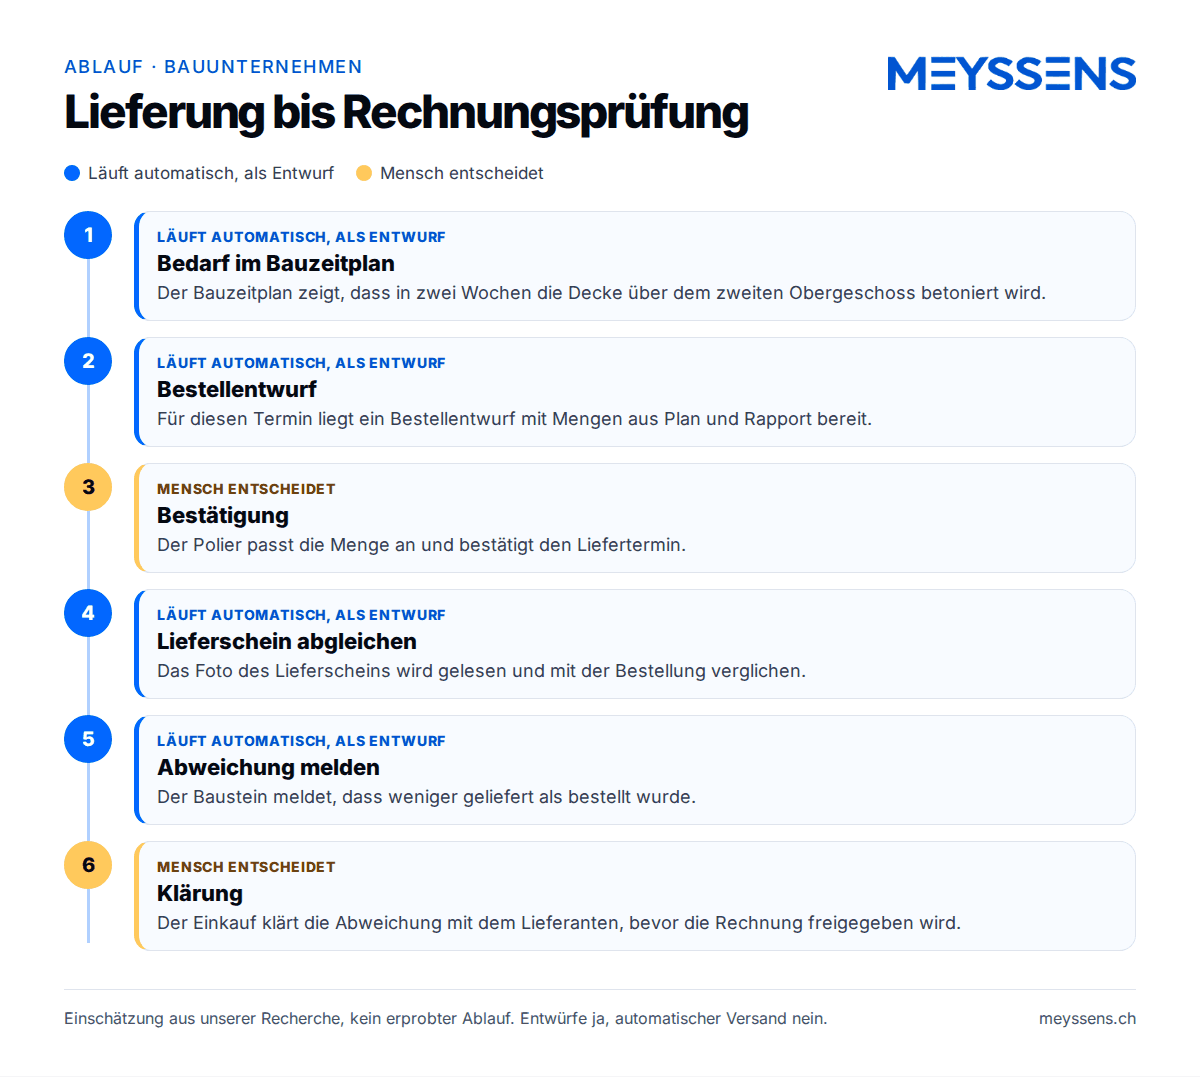 ABLAUF · BAUUNTERNEHMEN
MEYSSENS
Lieferung bis Rechnungsprüfung
Läuft automatisch, als Entwurf
Mensch entscheidet
1
LÄUFT AUTOMATISCH, ALS ENTWURF
Bedarf im Bauzeitplan
Der Bauzeitplan zeigt, dass in zwei Wochen die Decke über dem zweiten Obergeschoss betoniert wird.
2
LÄUFT AUTOMATISCH, ALS ENTWURF
Bestellentwurf
Für diesen Termin liegt ein Bestellentwurf mit Mengen aus Plan und Rapport bereit.
3
MENSCH ENTSCHEIDET
Bestätigung
Der Polier passt die Menge an und bestätigt den Liefertermin.
4
LÄUFT AUTOMATISCH, ALS ENTWURF
Lieferschein abgleichen
Das Foto des Lieferscheins wird gelesen und mit der Bestellung verglichen.
5
LÄUFT AUTOMATISCH, ALS ENTWURF
Abweichung melden
Der Baustein meldet, dass weniger geliefert als bestellt wurde.
6
MENSCH ENTSCHEIDET
Klärung
Der Einkauf klärt die Abweichung mit dem Lieferanten, bevor die Rechnung freigegeben wird.
Einschätzung aus unserer Recherche, kein erprobter Ablauf. Entwürfe ja, automatischer Versand nein.
meyssens.ch